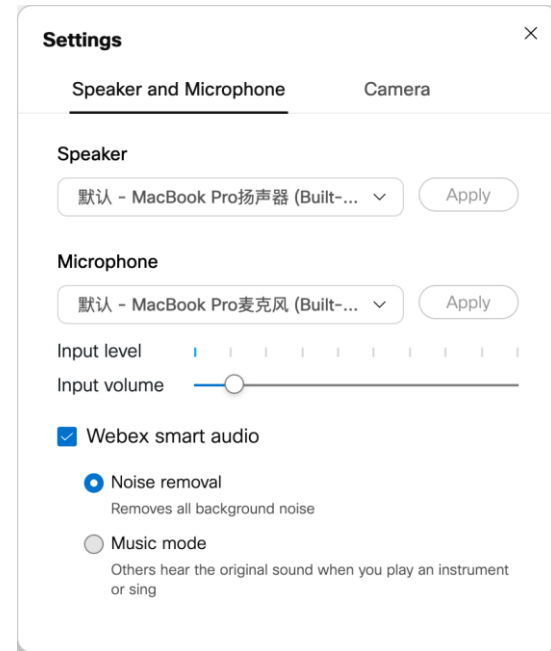 Settings
Speaker and Microphone
Camera
Speaker
默认 - MacBook Pro扬声器 (Built-...
Apply
Microphone
默认 - MacBook Pro麦克风 (Built-...
Apply
Input level
Input volume
Webex smart audio
Noise removal
Removes all background noise
Music mode
Others hear the original sound when you play an instrument
or sing